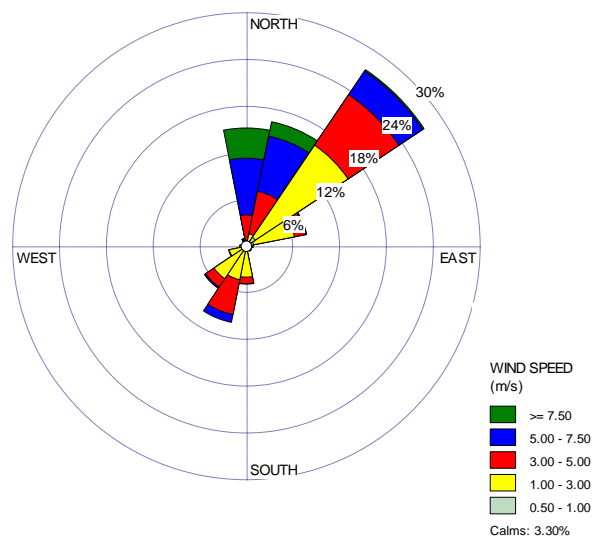 NORTH
30%
24%
18%
12%
6%
WEST
EAST
SOUTH
WIND SPEED
(m/s)
>= 7.50
5.00 - 7.50
3.00 - 5.00
1.00 - 3.00
0.50 - 1.00
Calms: 3.30%